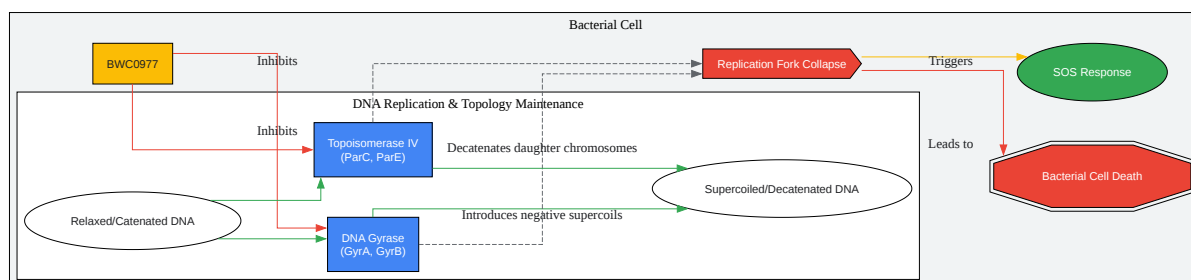 Bacterial Cell
BWC0977
Inhibits
Replication Fork Collapse
Triggers
SOS Response
DNA Replication & Topology Maintenance
Inhibits
Topoisomerase IV
(ParC, ParE)
Decatenates daughter chromosomes
Leads to
Bacterial Cell Death
Supercoiled/Decatenated DNA
Relaxed/Catenated DNA
Introduces negative supercoils
DNA Gyrase
(GyrA, GyrB)